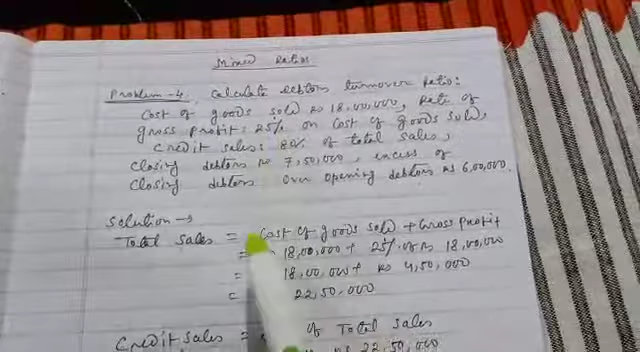 Mixed Ratios
Problem-4. Calculate debtors turnover Ratio:
Cost of goods sold Rs 18,00,000, Rate of
gross profit: 25% on cost of goods sold,
Credit sales: 80% of total sales,
Closing debtors Rs 7,50,000, excess of
closing debtors over opening debtors Rs 6,00,000.
Solution →
Total Sales = Cost of goods sold + Gross Profit
= 18,00,000 + 25% of Rs 18,00,000
= 18,00,000 + Rs 4,50,000
= 22,50,000
Credit sales = of Total Sales
Rs 22,50,000